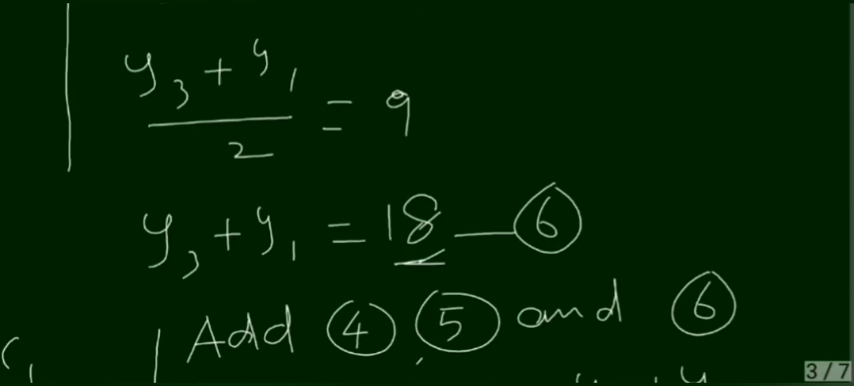 y₃ + y₁
2
= 9
y₃ + y₁ = 18 — ⑥
Add ④, ⑤ and ⑥
3 / 7